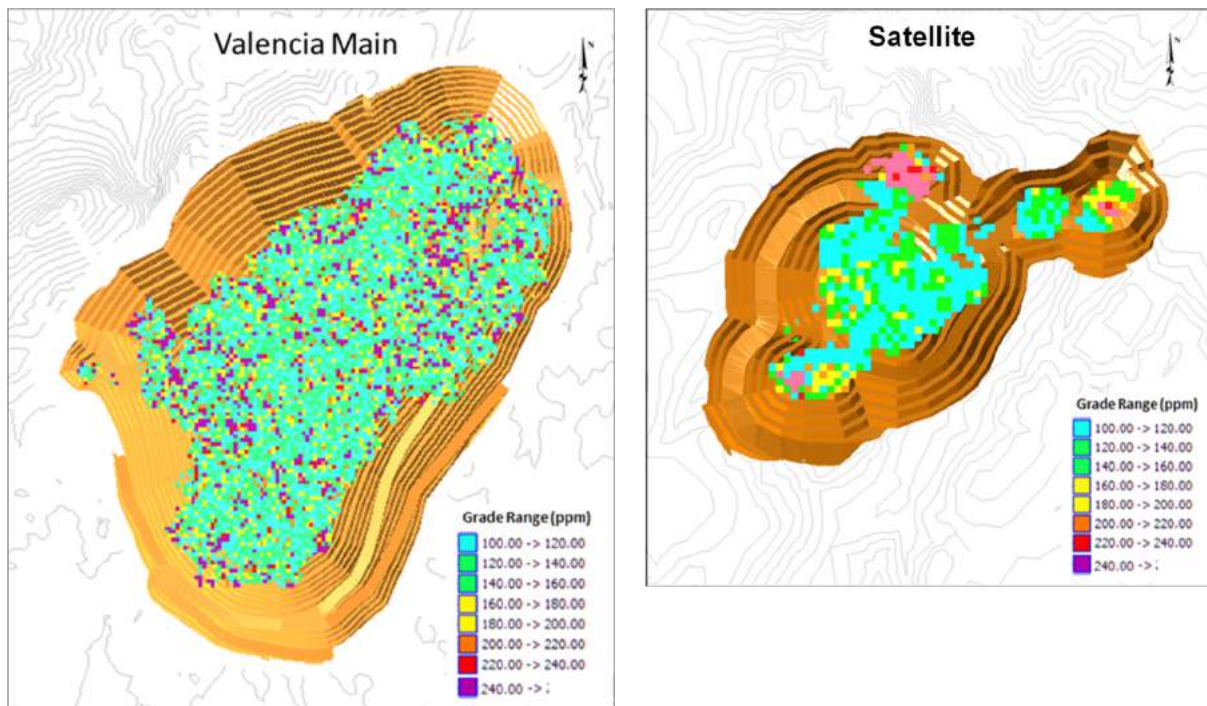 Valencia Main
N
Grade Range (ppm)
100.00 -> 120.00
120.00 -> 140.00
140.00 -> 160.00
160.00 -> 180.00
180.00 -> 200.00
200.00 -> 220.00
220.00 -> 240.00
240.00 -> :
Satellite
N
Grade Range (ppm)
100.00 -> 120.00
120.00 -> 140.00
140.00 -> 160.00
160.00 -> 180.00
180.00 -> 200.00
200.00 -> 220.00
220.00 -> 240.00
240.00 -> :